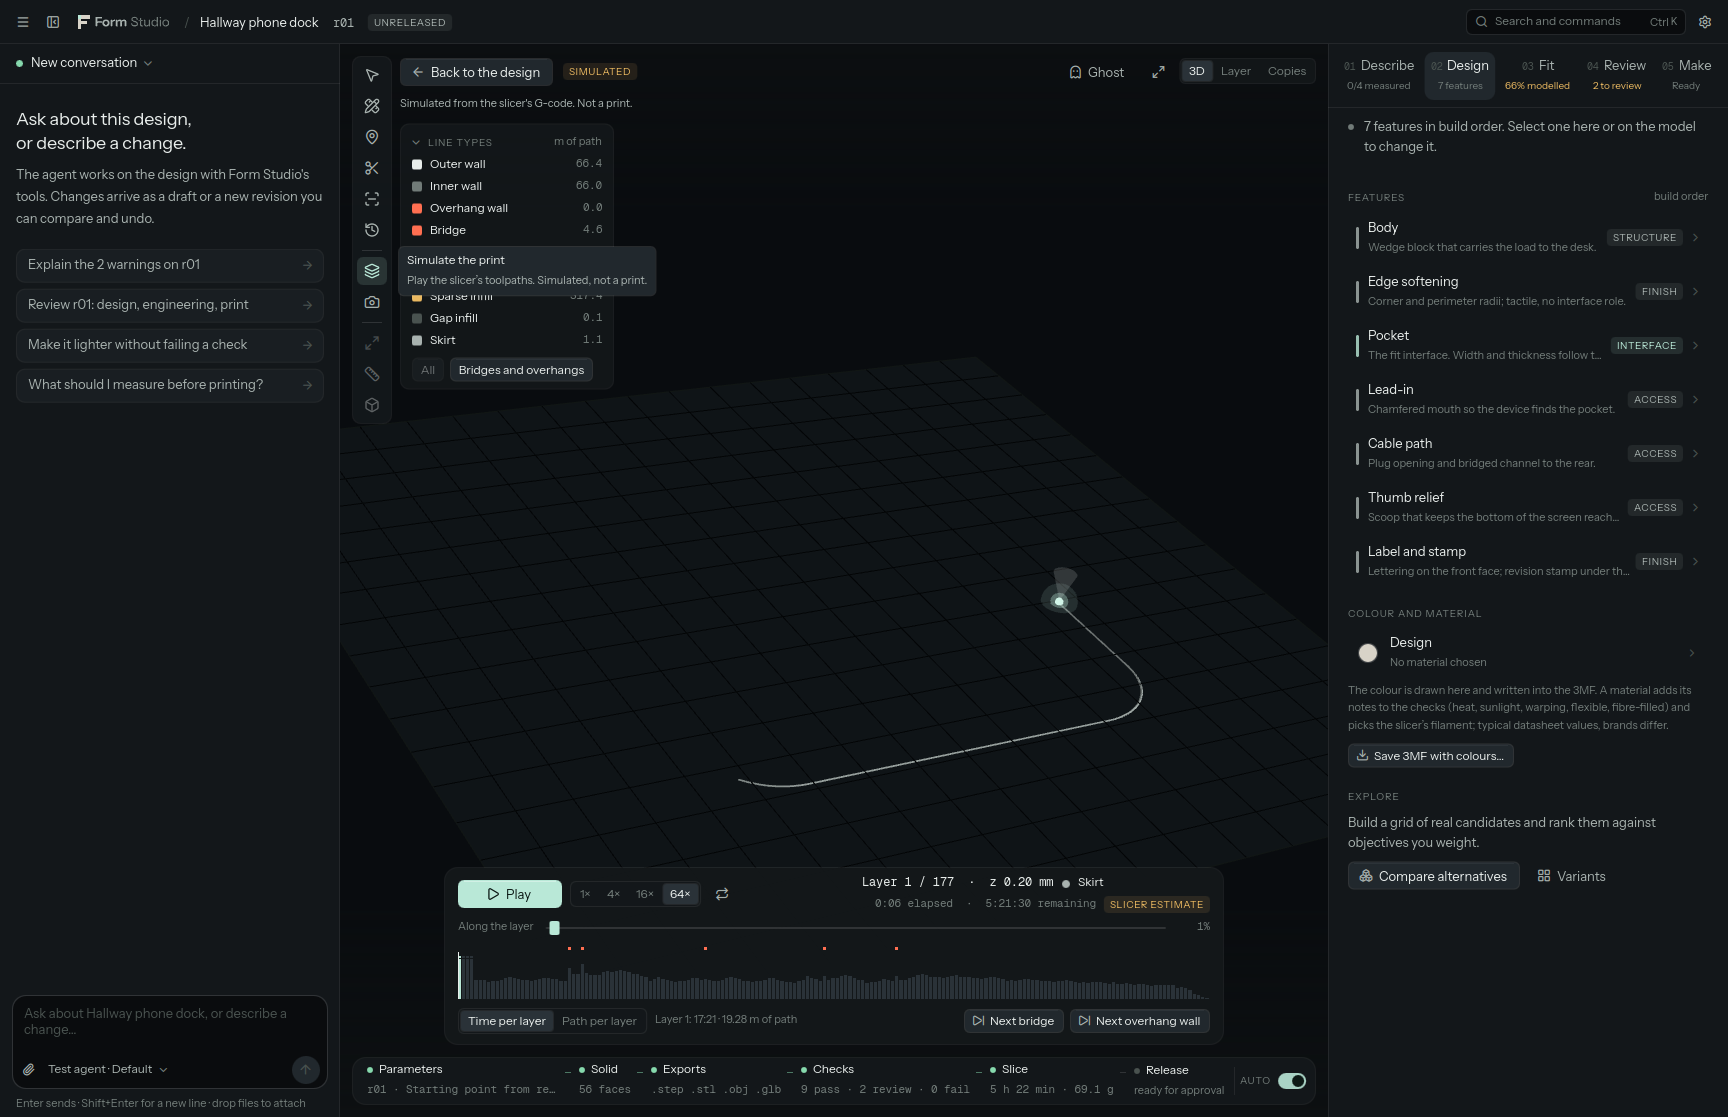 Form Studio / Hallway phone dock r01 UNRELEASED
Search and commands Ctrl K
New conversation
Ask about this design,
or describe a change.
The agent works on the design with Form Studio's
tools. Changes arrive as a draft or a new revision you
can compare and undo.
Explain the 2 warnings on r01
Review r01: design, engineering, print
Make it lighter without failing a check
What should I measure before printing?
Ask about Hallway phone dock, or describe a
change…
Test agent · Default
Enter sends · Shift+Enter for a new line · drop files to attach
Back to the design SIMULATED
Simulated from the slicer's G-code. Not a print.
Ghost
3D Layer Copies
LINE TYPES m of path
Outer wall 66.4
Inner wall 66.0
Overhang wall 0.0
Bridge 4.6
Simulate the print
Play the slicer's toolpaths. Simulated, not a print.
Sparse infill 317.4
Gap infill 0.1
Skirt 1.1
All Bridges and overhangs
Play 1× 4× 16× 64×
Layer 1 / 177 · z 0.20 mm Skirt
0:06 elapsed · 5:21:30 remaining SLICER ESTIMATE
Along the layer 1%
Time per layer Path per layer Layer 1: 17:21 · 19.28 m of path
Next bridge Next overhang wall
Parameters
r01 · Starting point from re…
Solid
56 faces
Exports
.step .stl .obj .glb
Checks
9 pass · 2 review · 0 fail
Slice
5 h 22 min · 69.1 g
Release
ready for approval
AUTO
01 Describe
0/4 measured
02 Design
7 features
03 Fit
66% modelled
04 Review
2 to review
05 Make
Ready
7 features in build order. Select one here or on the model
to change it.
FEATURES build order
Body
Wedge block that carries the load to the desk.
STRUCTURE
Edge softening
Corner and perimeter radii; tactile, no interface role.
FINISH
Pocket
The fit interface. Width and thickness follow t…
INTERFACE
Lead-in
Chamfered mouth so the device finds the pocket.
ACCESS
Cable path
Plug opening and bridged channel to the rear.
ACCESS
Thumb relief
Scoop that keeps the bottom of the screen reach…
ACCESS
Label and stamp
Lettering on the front face; revision stamp under th…
FINISH
COLOUR AND MATERIAL
Design
No material chosen
The colour is drawn here and written into the 3MF. A material adds its
notes to the checks (heat, sunlight, warping, flexible, fibre-filled) and
picks the slicer's filament; typical datasheet values, brands differ.
Save 3MF with colours…
EXPLORE
Build a grid of real candidates and rank them against
objectives you weight.
Compare alternatives Variants